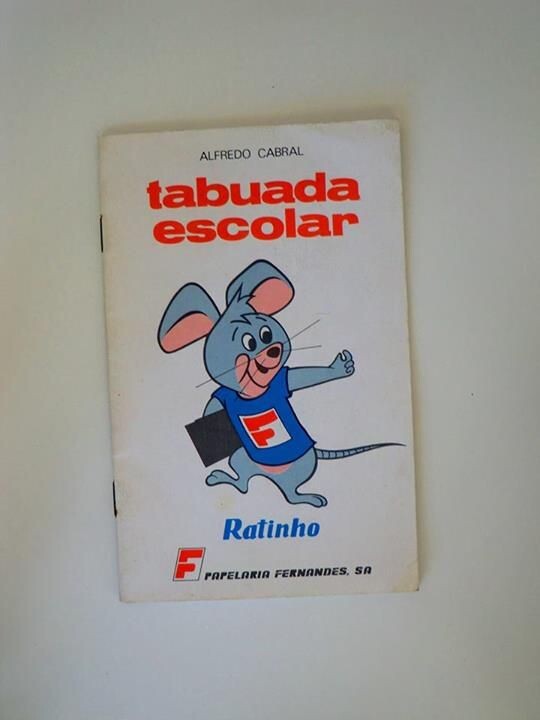 ALFREDO CABRAL
tabuada
escolar
F
Ratinho
F PAPELARIA FERNANDES, SA